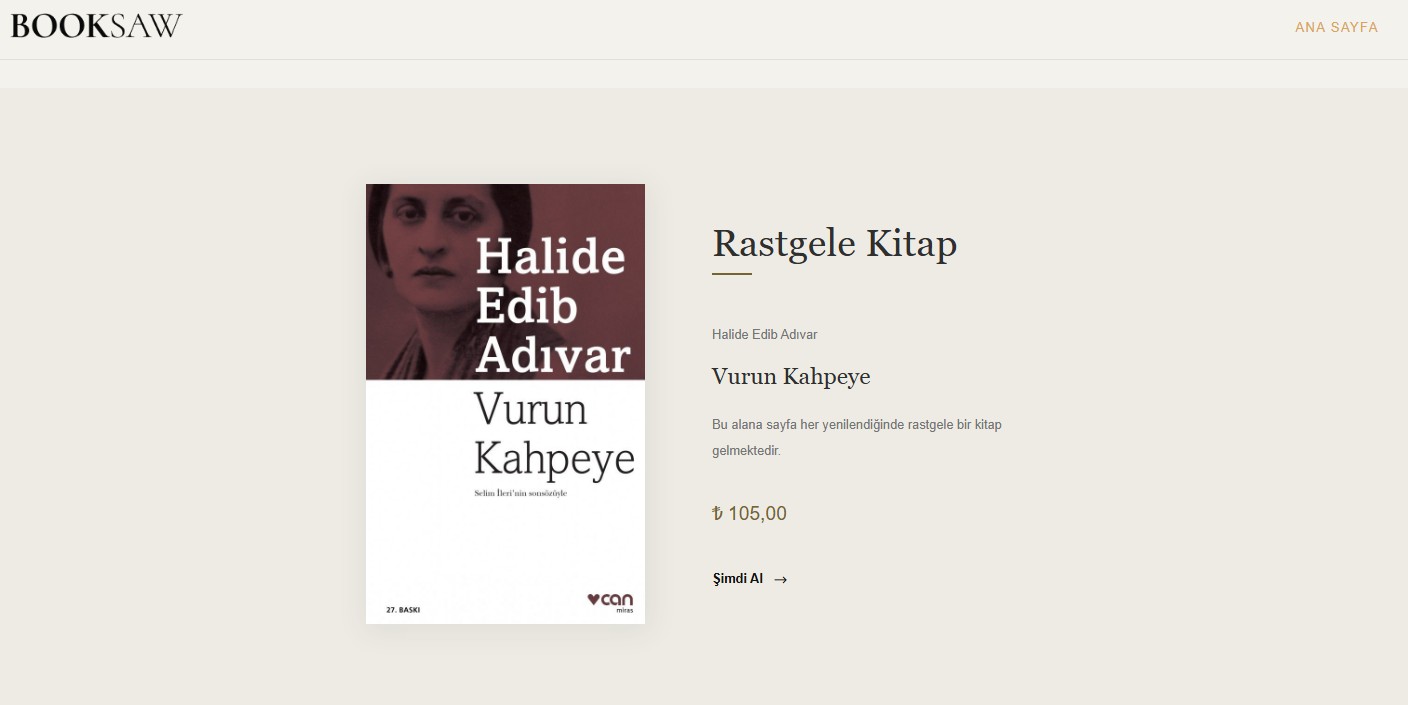 BOOKSAW
ANA SAYFA
Halide
Edib
Adıvar
Vurun
Kahpeye
Selim İleri'nin sonsözüyle
27. BASKI
can
miras
Rastgele Kitap
Halide Edib Adıvar
Vurun Kahpeye
Bu alana sayfa her yenilendiğinde rastgele bir kitap
gelmektedir.
₺ 105,00
Şimdi Al →